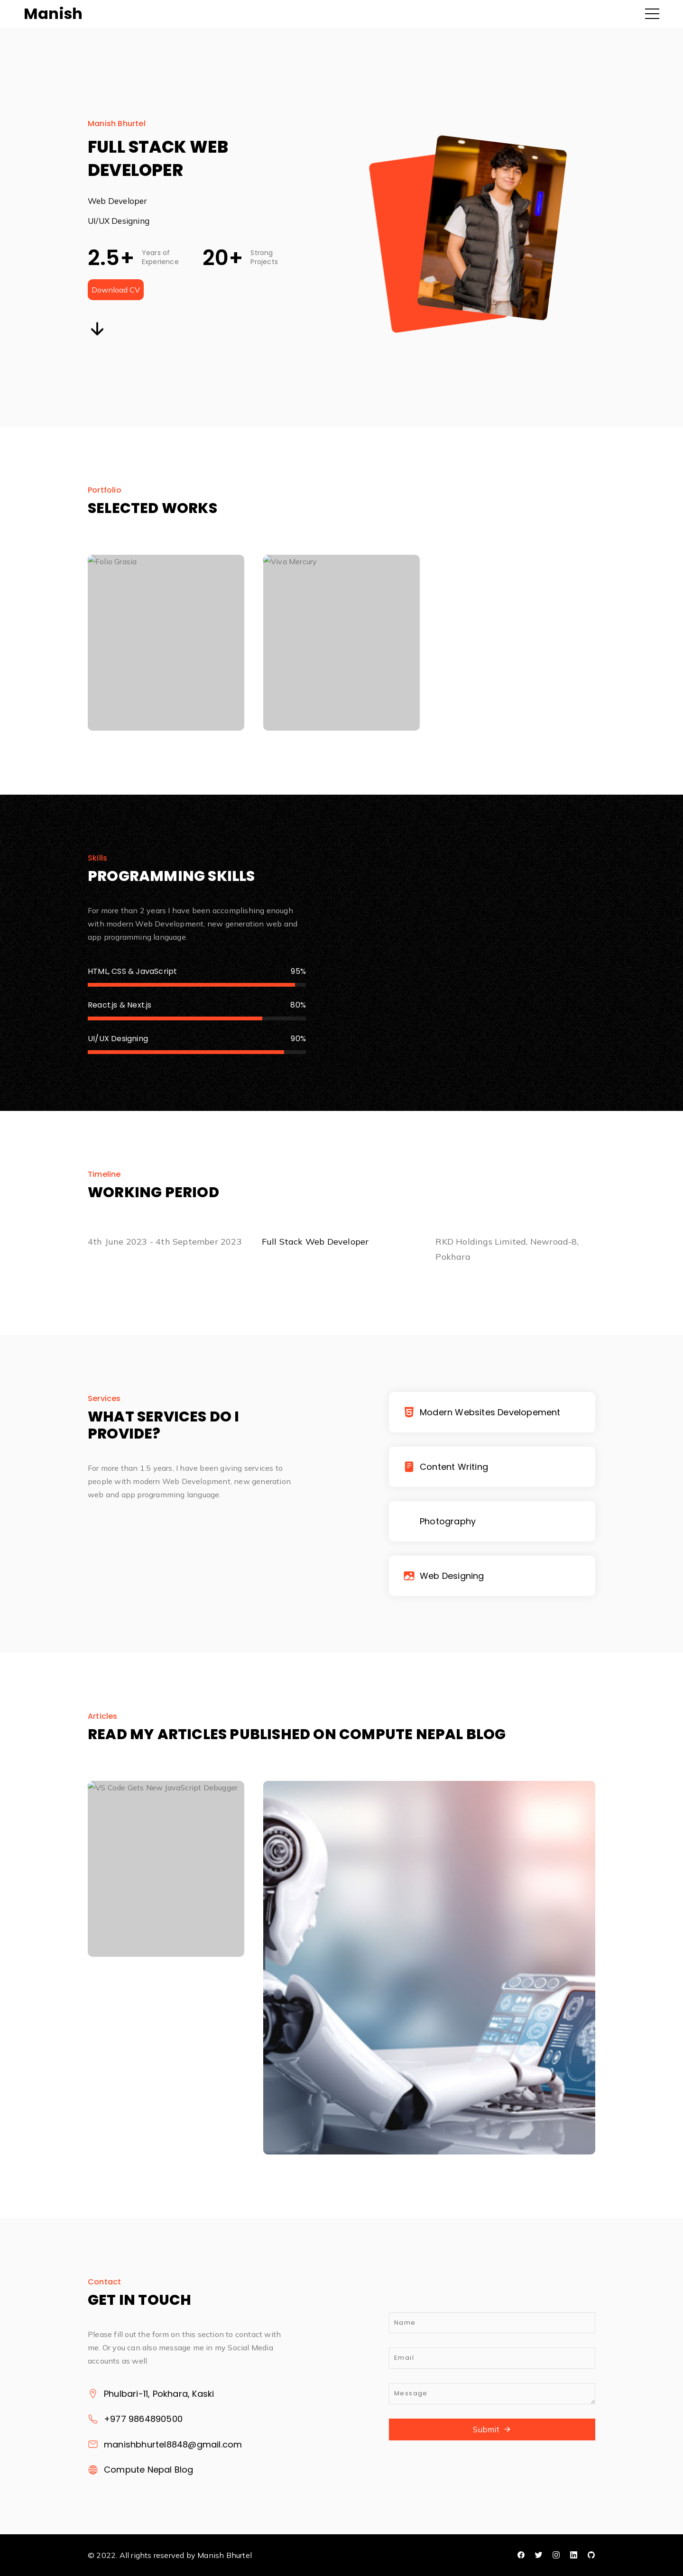 Manish
Manish Bhurtel
FULL STACK WEB
DEVELOPER
Web Developer
UI/UX Designing
2.5+
Years of
Experience
20+
Strong
Projects
Download CV
Portfolio
SELECTED WORKS
Folio Grasia
Viva Mercury
Skills
PROGRAMMING SKILLS
For more than 2 years I have been accomplishing enough
with modern Web Development, new generation web and
app programming language.
HTML, CSS & JavaScript 95%
React.js & Next.js 80%
UI/UX Designing 90%
Timeline
WORKING PERIOD
4th June 2023 - 4th September 2023
Full Stack Web Developer
RKD Holdings Limited, Newroad-8,
Pokhara
Services
WHAT SERVICES DO I
PROVIDE?
For more than 1.5 years, I have been giving services to
people with modern Web Development, new generation
web and app programming language.
Modern Websites Developement
Content Writing
Photography
Web Designing
Articles
READ MY ARTICLES PUBLISHED ON COMPUTE NEPAL BLOG
VS Code Gets New JavaScript Debugger
Contact
GET IN TOUCH
Please fill out the form on this section to contact with
me. Or you can also message me in my Social Media
accounts as well
Phulbari-11, Pokhara, Kaski
+977 9864890500
manishbhurtel8848@gmail.com
Compute Nepal Blog
Name
Email
Message
Submit
© 2022. All rights reserved by Manish Bhurtel